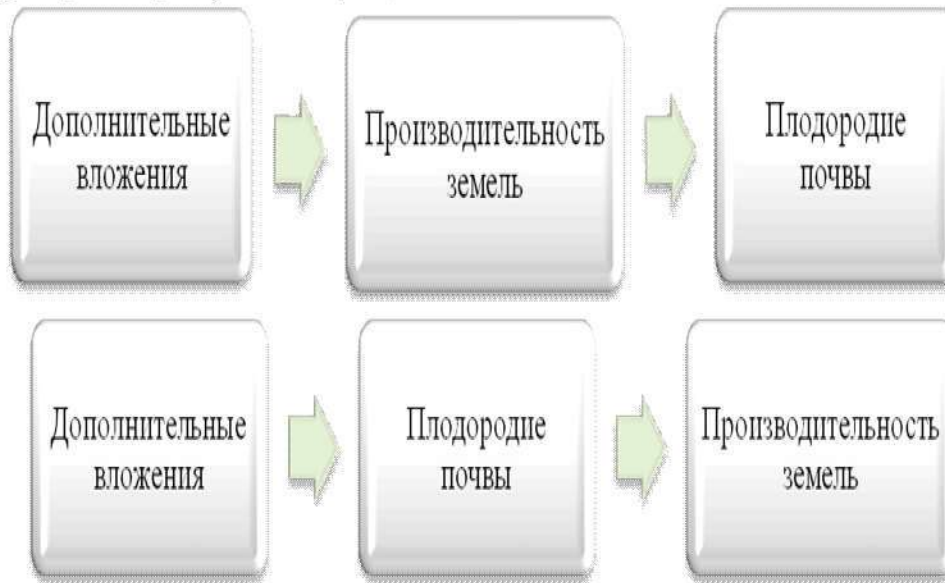 Дополнительные
вложения
Производительность
земель
Плодородие
почвы
Дополнительные
вложения
Плодородие
почвы
Производительность
земель